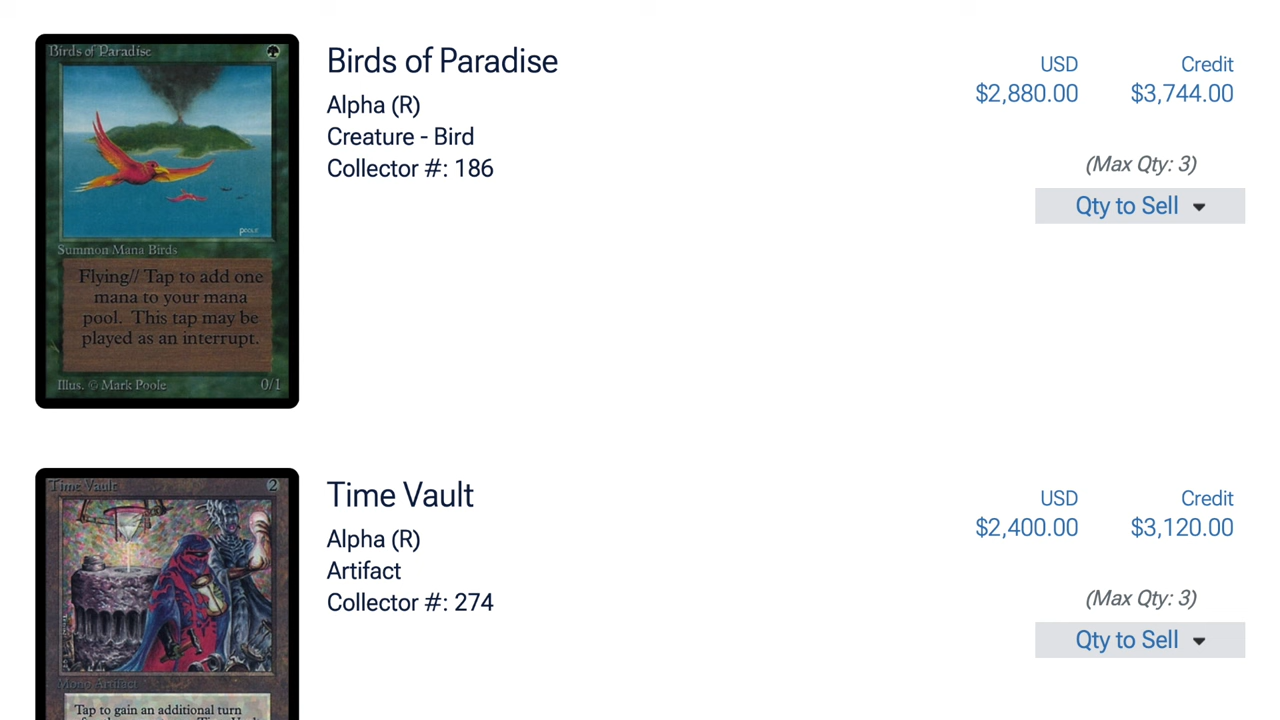 Birds of Paradise
Birds of Paradise
Alpha (R)
Creature - Bird
Collector #: 186
USD
Credit
$2,880.00
$3,744.00
(Max Qty: 3)
Qty to Sell
POOLE
Summon Mana Birds
Flying// Tap to add one
mana to your mana
pool. This tap may be
played as an interrupt.
Illus. © Mark Poole
0/1
Time Vault
2
Time Vault
Alpha (R)
Artifact
Collector #: 274
USD
Credit
$2,400.00
$3,120.00
(Max Qty: 3)
Qty to Sell
Mono Artifact
Tap to gain an additional turn